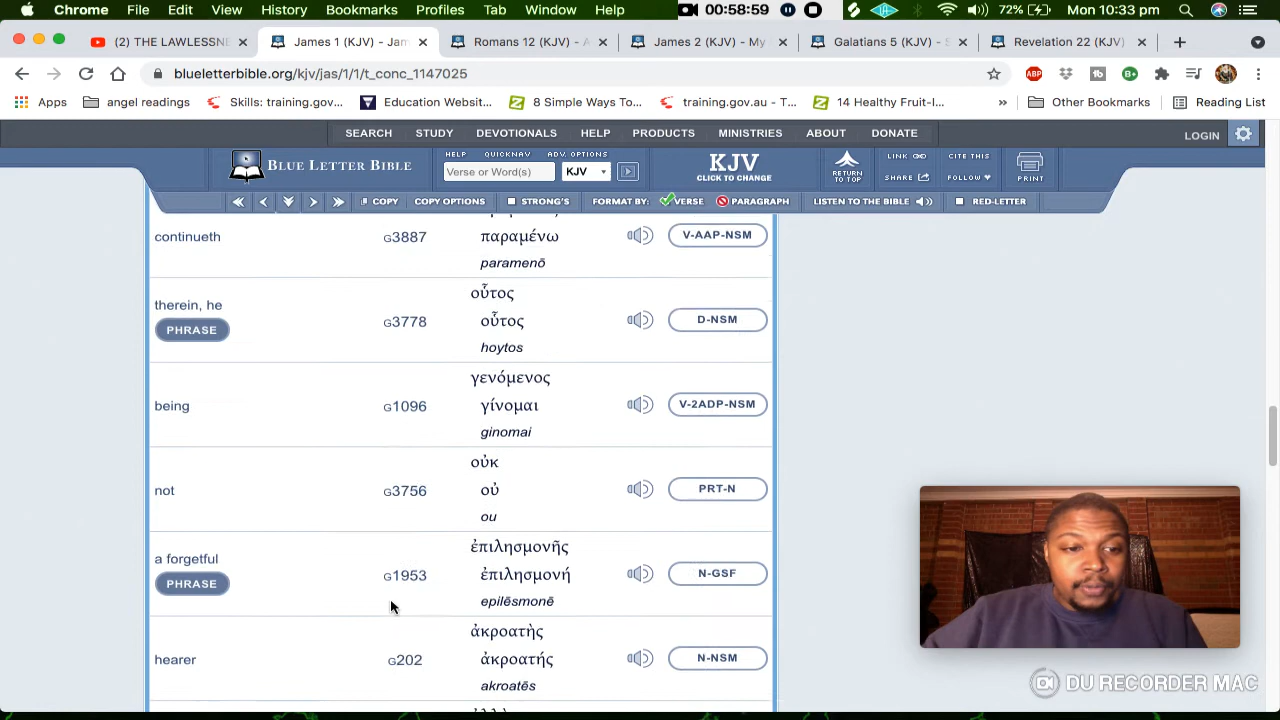 Chrome File Edit View History Bookmarks Profiles Tab Window Help 00:58:59 72% Mon 10:33 pm
(2) THE LAWLESSNE James 1 (KJV) - Jam Romans 12 (KJV) - A James 2 (KJV) - My Galatians 5 (KJV) - S Revelation 22 (KJV)
blueletterbible.org/kjv/jas/1/1/t_conc_1147025
Apps angel readings Skills: training.gov... Education Websit... 8 Simple Ways To... training.gov.au - T... 14 Healthy Fruit-I... » Other Bookmarks Reading List
SEARCH STUDY DEVOTIONALS HELP PRODUCTS MINISTRIES ABOUT DONATE LOGIN
HELP QUICKNAV ADV. OPTIONS
BLUE LETTER BIBLE Verse or Word(s) KJV
KJV
CLICK TO CHANGE
RETURN TO TOP
LINK CITE THIS
SHARE FOLLOW PRINT
COPY COPY OPTIONS STRONG'S FORMAT BY: VERSE PARAGRAPH LISTEN TO THE BIBLE RED-LETTER
continueth G3887 παραμένω V-AAP-NSM
paramenō
οὗτος
therein, he
PHRASE G3778 οὗτος D-NSM
hoytos
γενόμενος
being G1096 γίνομαι V-2ADP-NSM
ginomai
οὐκ
not G3756 οὐ PRT-N
ou
ἐπιλησμονῆς
a forgetful
PHRASE G1953 ἐπιλησμονή N-GSF
epilēsmonē
ἀκροατὴς
hearer G202 ἀκροατής N-NSM
akroatēs
DU RECORDER MAC